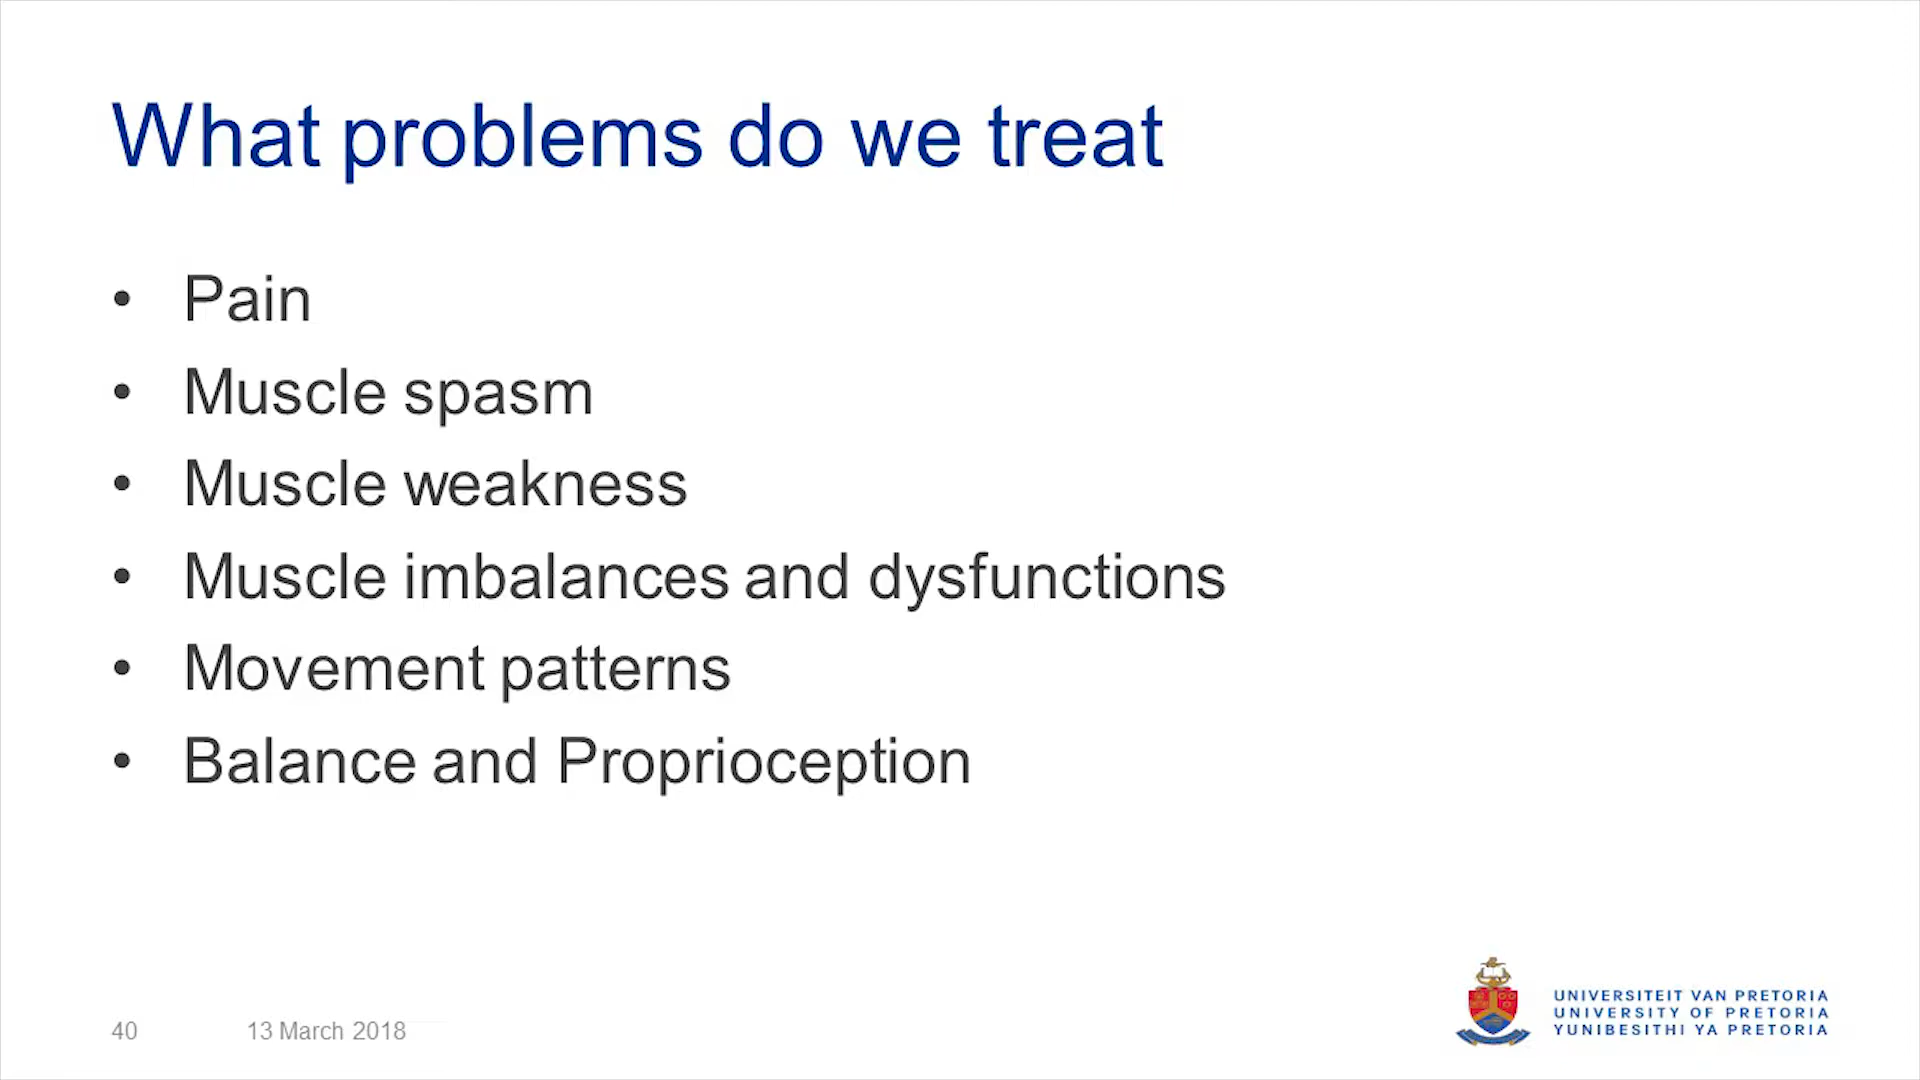 What problems do we treat
• Pain
• Muscle spasm
• Muscle weakness
• Muscle imbalances and dysfunctions
• Movement patterns
• Balance and Proprioception
40 13 March 2018
UNIVERSITEIT VAN PRETORIA
UNIVERSITY OF PRETORIA
YUNIBESITHI YA PRETORIA